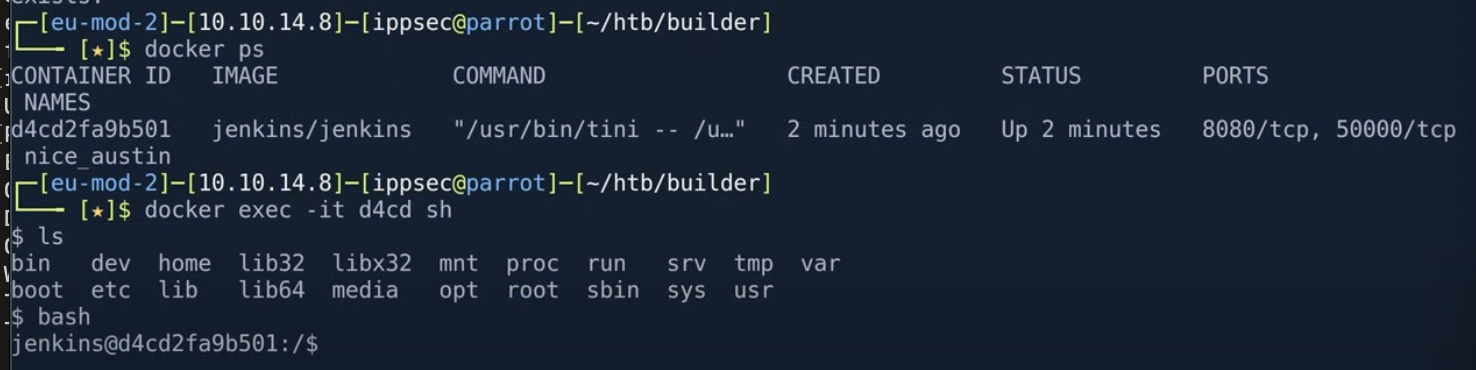 ┌─[eu-mod-2]─[10.10.14.8]─[ippsec@parrot]─[~/htb/builder]
└──╼ [★]$ docker ps
CONTAINER ID   IMAGE             COMMAND                  CREATED         STATUS         PORTS
 NAMES
d4cd2fa9b501   jenkins/jenkins   "/usr/bin/tini -- /u…"   2 minutes ago   Up 2 minutes   8080/tcp, 50000/tcp
 nice_austin
┌─[eu-mod-2]─[10.10.14.8]─[ippsec@parrot]─[~/htb/builder]
└──╼ [★]$ docker exec -it d4cd sh
$ ls
bin   dev  home  lib32  libx32  mnt  proc  run   srv  tmp  var
boot  etc  lib   lib64  media   opt  root  sbin  sys  usr
$ bash
jenkins@d4cd2fa9b501:/$